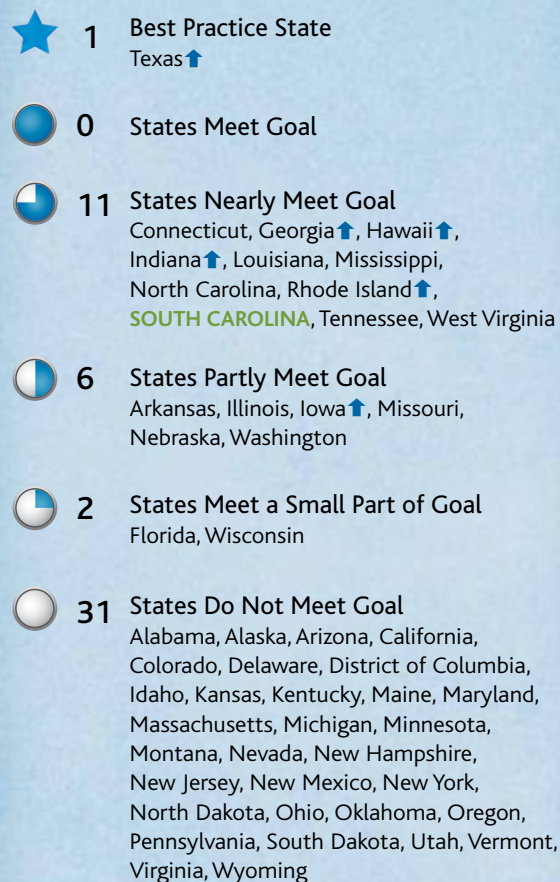 1 Best Practice State
Texas⬆
0 States Meet Goal
11 States Nearly Meet Goal
Connecticut, Georgia⬆, Hawaii⬆,
Indiana⬆, Louisiana, Mississippi,
North Carolina, Rhode Island⬆,
SOUTH CAROLINA, Tennessee, West Virginia
6 States Partly Meet Goal
Arkansas, Illinois, Iowa⬆, Missouri,
Nebraska, Washington
2 States Meet a Small Part of Goal
Florida, Wisconsin
31 States Do Not Meet Goal
Alabama, Alaska, Arizona, California,
Colorado, Delaware, District of Columbia,
Idaho, Kansas, Kentucky, Maine, Maryland,
Massachusetts, Michigan, Minnesota,
Montana, Nevada, New Hampshire,
New Jersey, New Mexico, New York,
North Dakota, Ohio, Oklahoma, Oregon,
Pennsylvania, South Dakota, Utah, Vermont,
Virginia, Wyoming